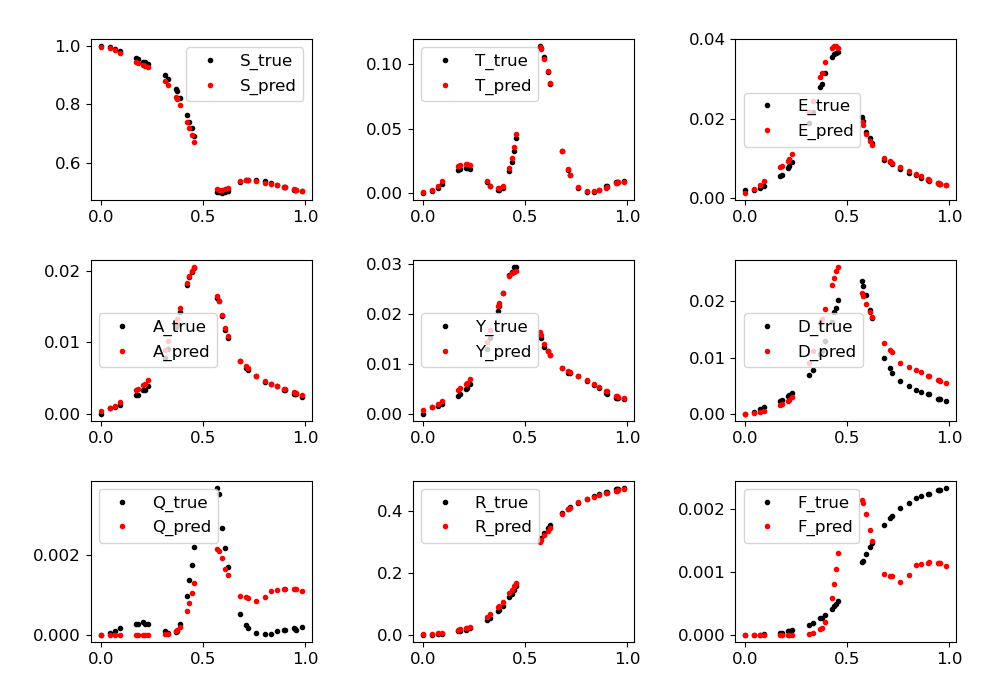 1.0
0.8
0.6
S_true
S_pred
0.0 0.5 1.0
0.10
0.05
0.00
T_true
T_pred
0.0 0.5 1.0
0.04
0.02
0.00
E_true
E_pred
0.0 0.5 1.0
0.02
0.01
0.00
A_true
A_pred
0.0 0.5 1.0
0.03
0.02
0.01
0.00
Y_true
Y_pred
0.0 0.5 1.0
0.02
0.01
0.00
D_true
D_pred
0.0 0.5 1.0
0.002
0.000
Q_true
Q_pred
0.0 0.5 1.0
0.4
0.2
0.0
R_true
R_pred
0.0 0.5 1.0
0.002
0.001
0.000
F_true
F_pred
0.0 0.5 1.0